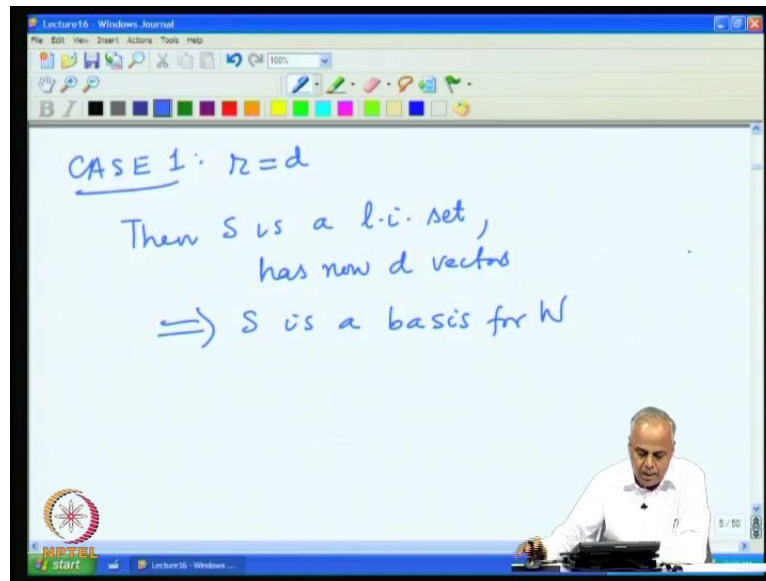 Lecture16 - Windows Journal
File Edit View Insert Actions Tools Help
100%
B I
CASE 1: r=d
Then S is a l.i. set,
has now d vectors
⟹ S is a basis for W
5 / 50
NPTEL
start
Lecture16 - Windows ...